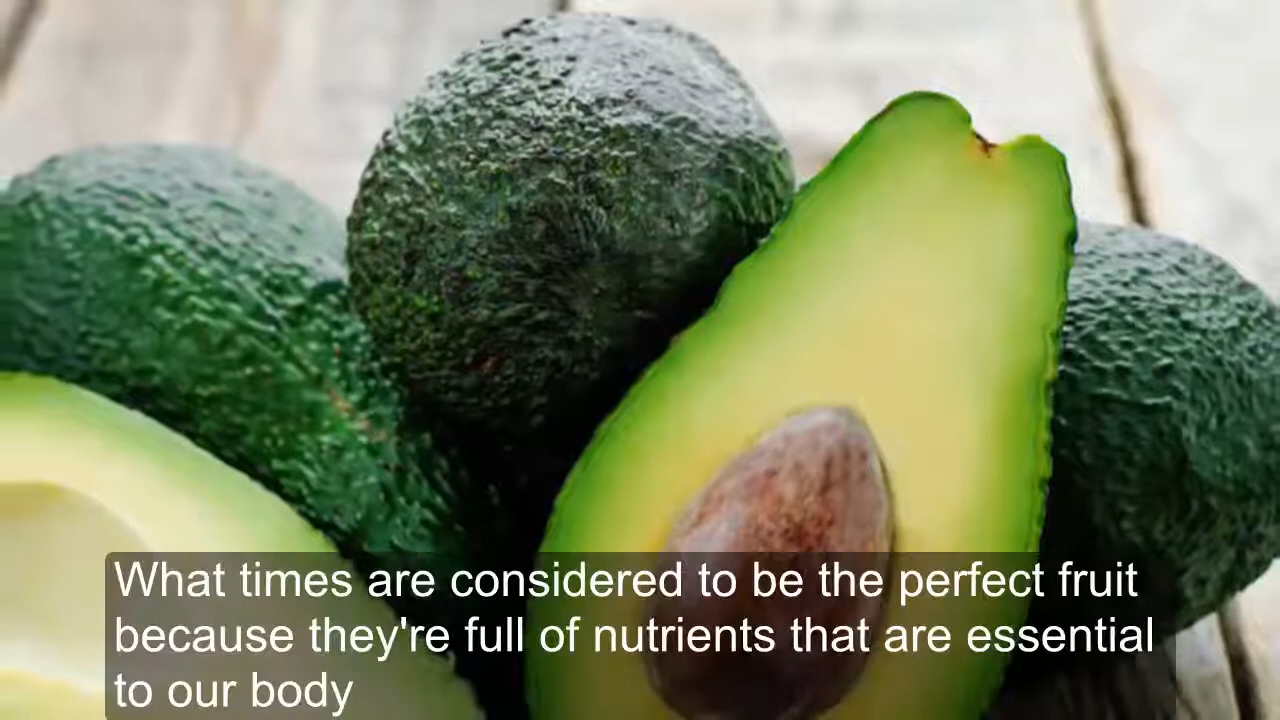 What times are considered to be the perfect fruit
because they're full of nutrients that are essential
to our body